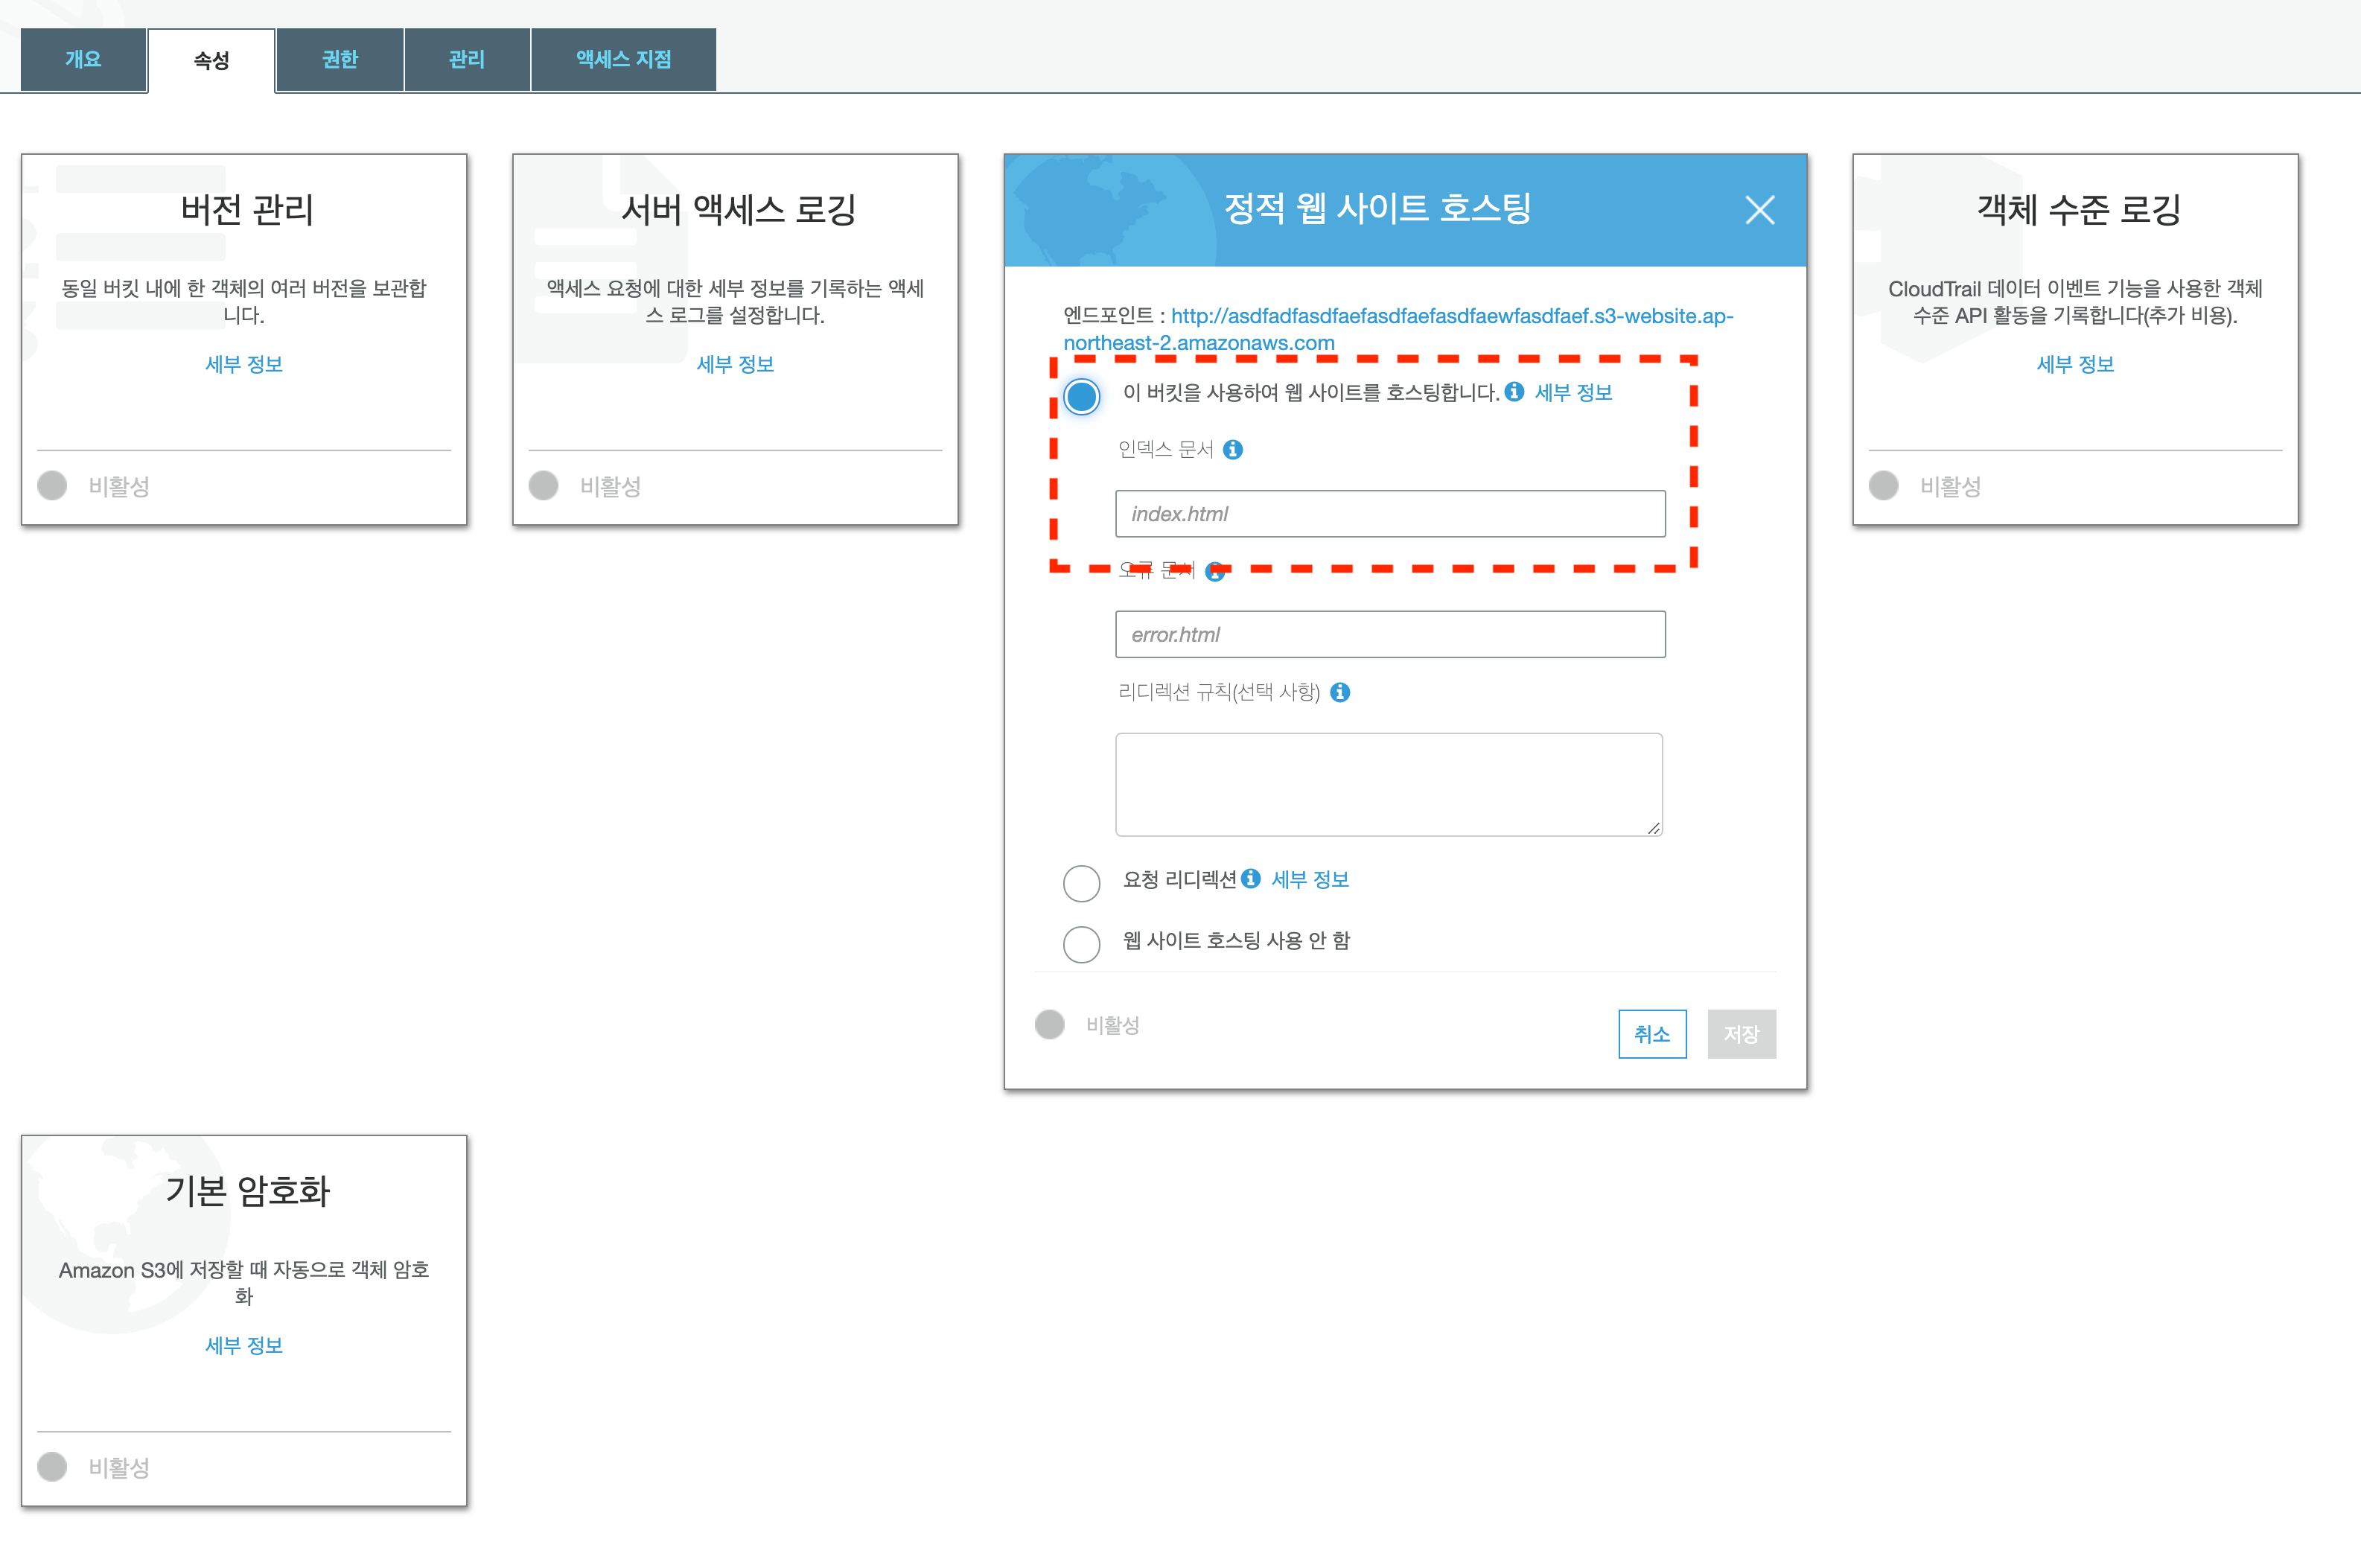 개요
속성
권한
관리
액세스 지점
버전 관리
동일 버킷 내에 한 객체의 여러 버전을 보관합
니다.
세부 정보
비활성
서버 액세스 로깅
액세스 요청에 대한 세부 정보를 기록하는 액세
스 로그를 설정합니다.
세부 정보
비활성
정적 웹 사이트 호스팅
엔드포인트 : http://asdfadfasdfaefasdfaefasdfaewfasdfaef.s3-website.ap-
northeast-2.amazonaws.com
이 버킷을 사용하여 웹 사이트를 호스팅합니다. 세부 정보
인덱스 문서
index.html
오류 문서
error.html
리디렉션 규칙(선택 사항)
요청 리디렉션 세부 정보
웹 사이트 호스팅 사용 안 함
비활성
취소
저장
객체 수준 로깅
CloudTrail 데이터 이벤트 기능을 사용한 객체
수준 API 활동을 기록합니다(추가 비용).
세부 정보
비활성
기본 암호화
Amazon S3에 저장할 때 자동으로 객체 암호
화
세부 정보
비활성